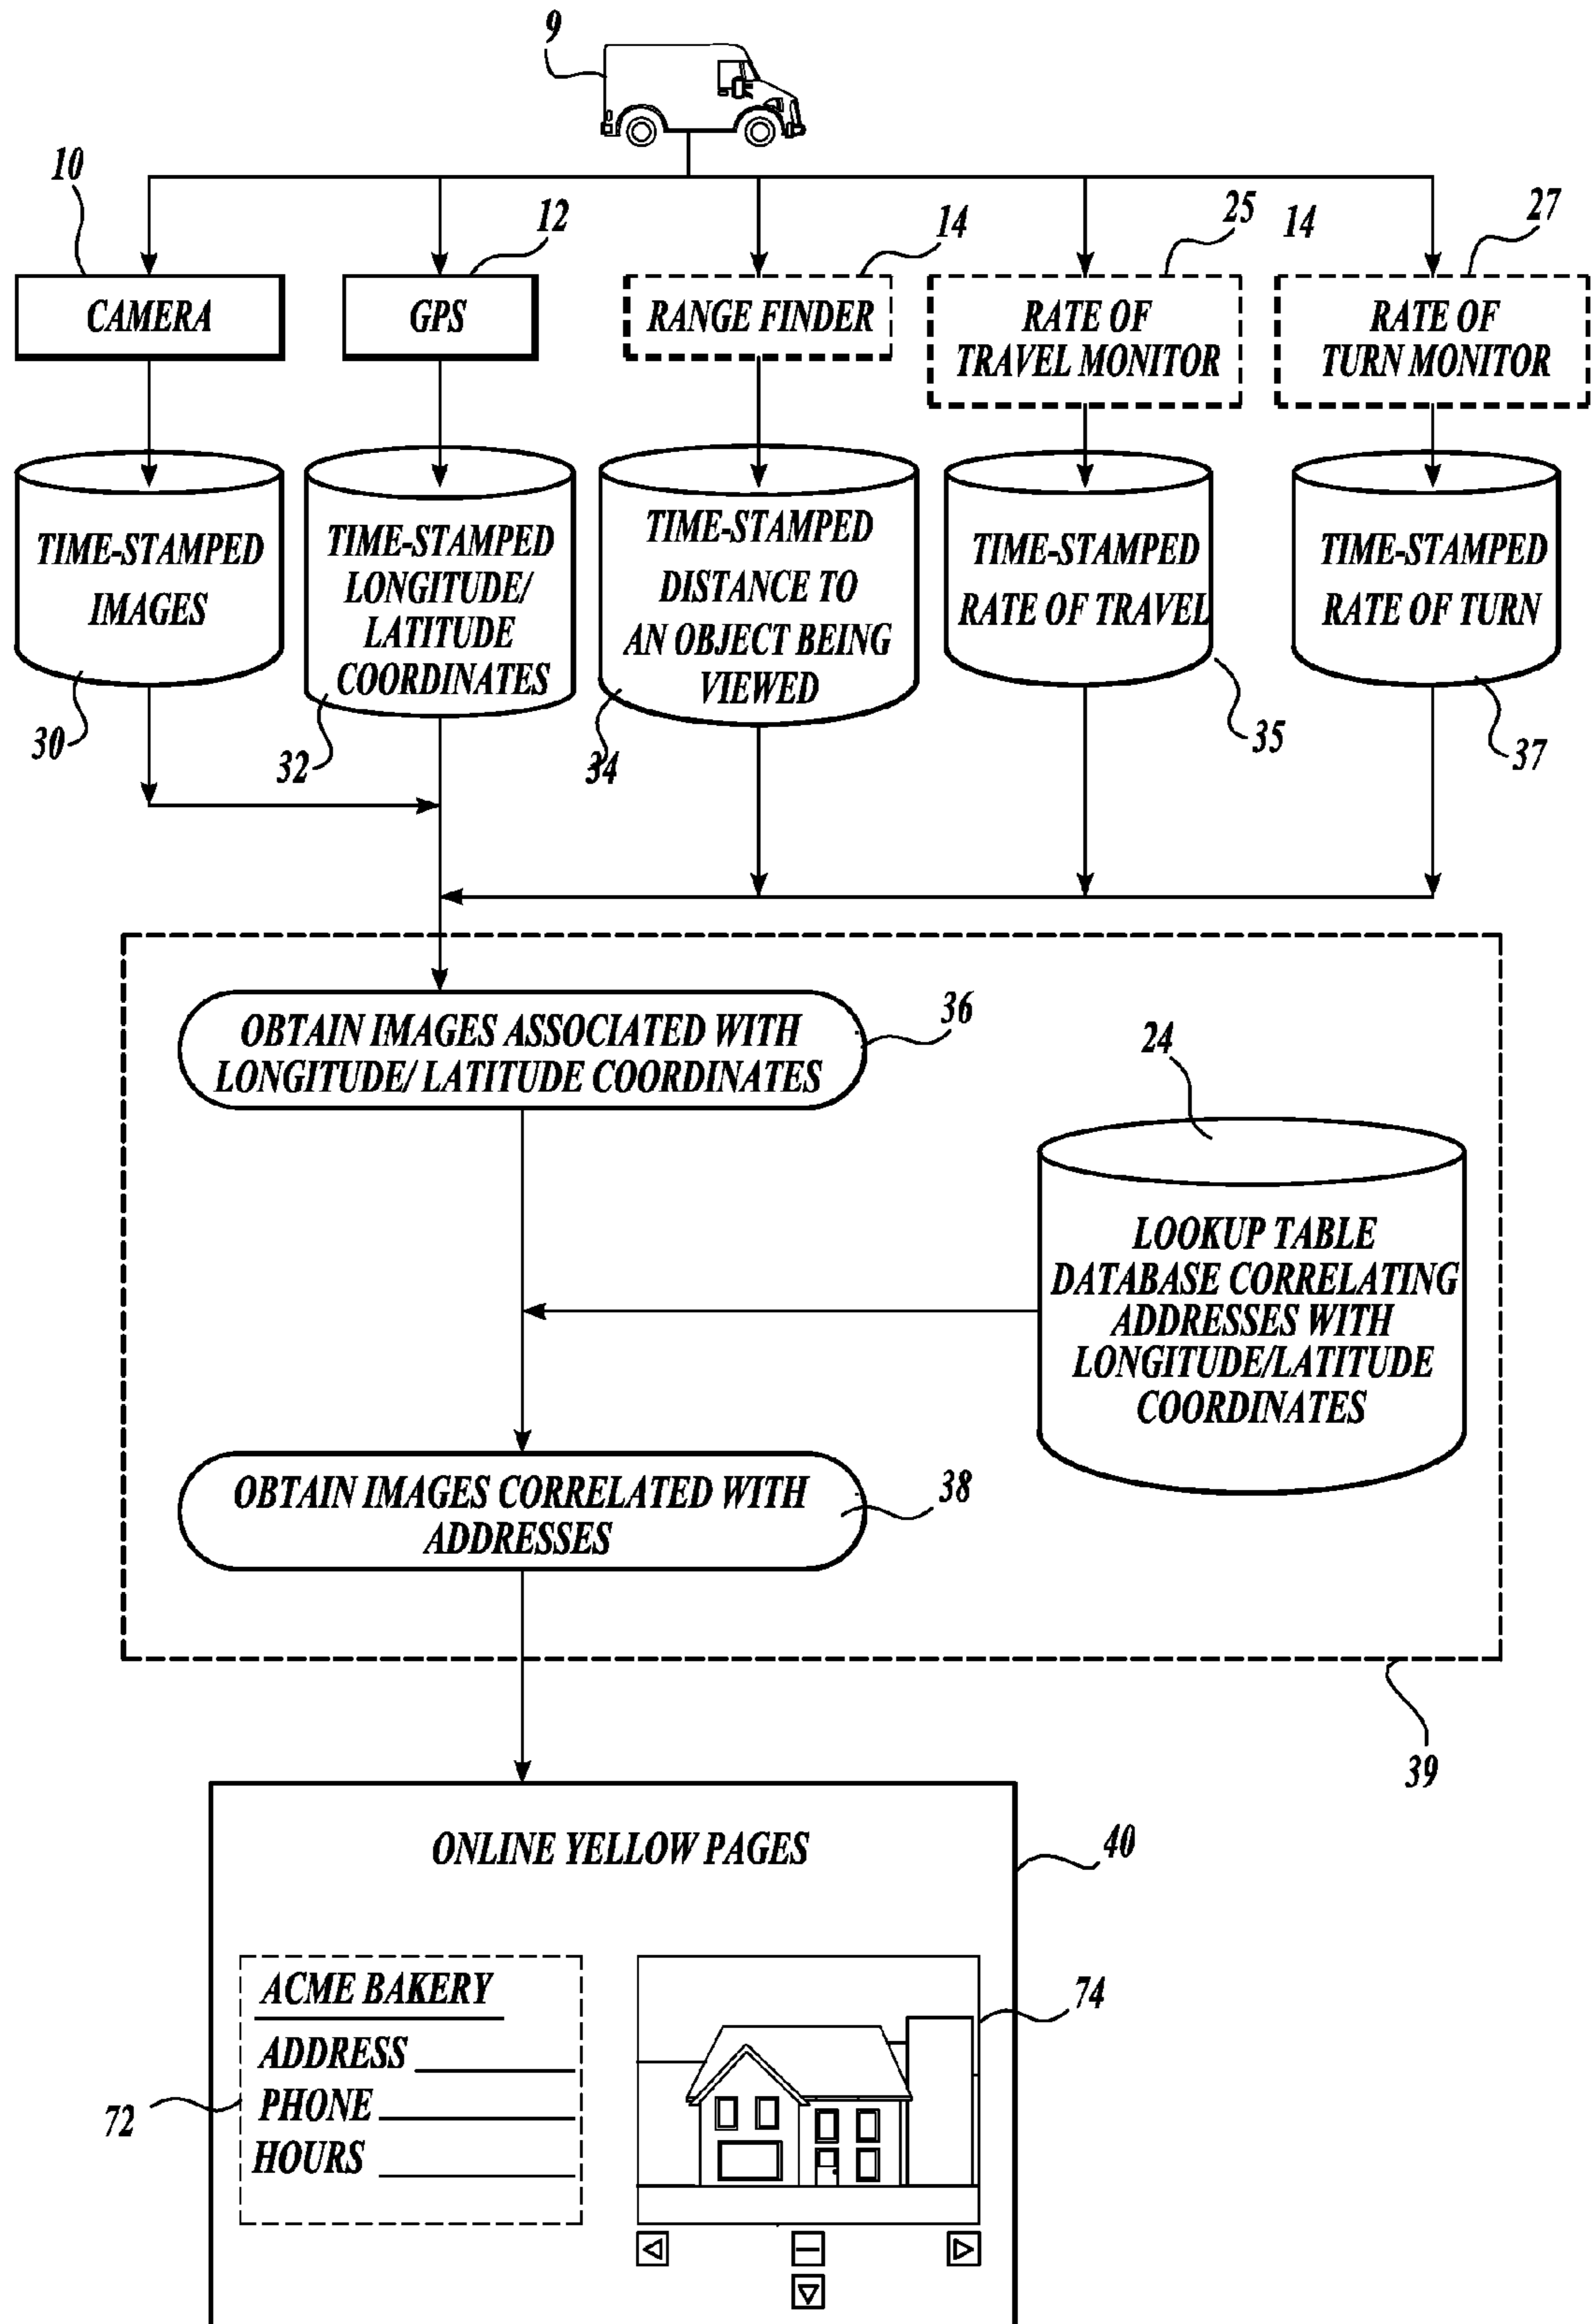 9
10
12
14
25
14
27
CAMERA
GPS
RANGE FINDER
RATE OF
TRAVEL MONITOR
RATE OF
TURN MONITOR
TIME-STAMPED
IMAGES
TIME-STAMPED
LONGITUDE/
LATITUDE
COORDINATES
TIME-STAMPED
DISTANCE TO
AN OBJECT BEING
VIEWED
TIME-STAMPED
RATE OF TRAVEL
TIME-STAMPED
RATE OF TURN
30
32
34
35
37
OBTAIN IMAGES ASSOCIATED WITH
LONGITUDE/ LATITUDE COORDINATES
36
24
LOOKUP TABLE
DATABASE CORRELATING
ADDRESSES WITH
LONGITUDE/LATITUDE
COORDINATES
OBTAIN IMAGES CORRELATED WITH
ADDRESSES
38
39
ONLINE YELLOW PAGES
40
ACME BAKERY
ADDRESS
PHONE
HOURS
72
74